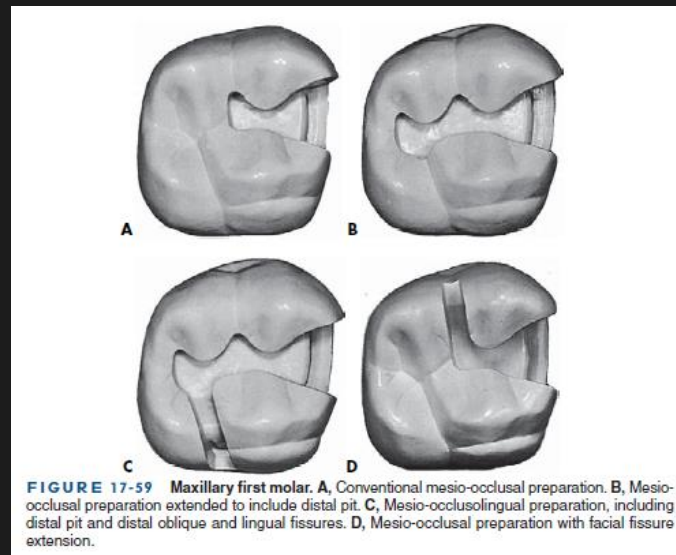 A
B
C
D
FIGURE 17-59 Maxillary first molar. A, Conventional mesio-occlusal preparation. B, Mesio-
occlusal preparation extended to include distal pit. C, Mesio-occlusolingual preparation, including
distal pit and distal oblique and lingual fissures. D, Mesio-occlusal preparation with facial fissure
extension.